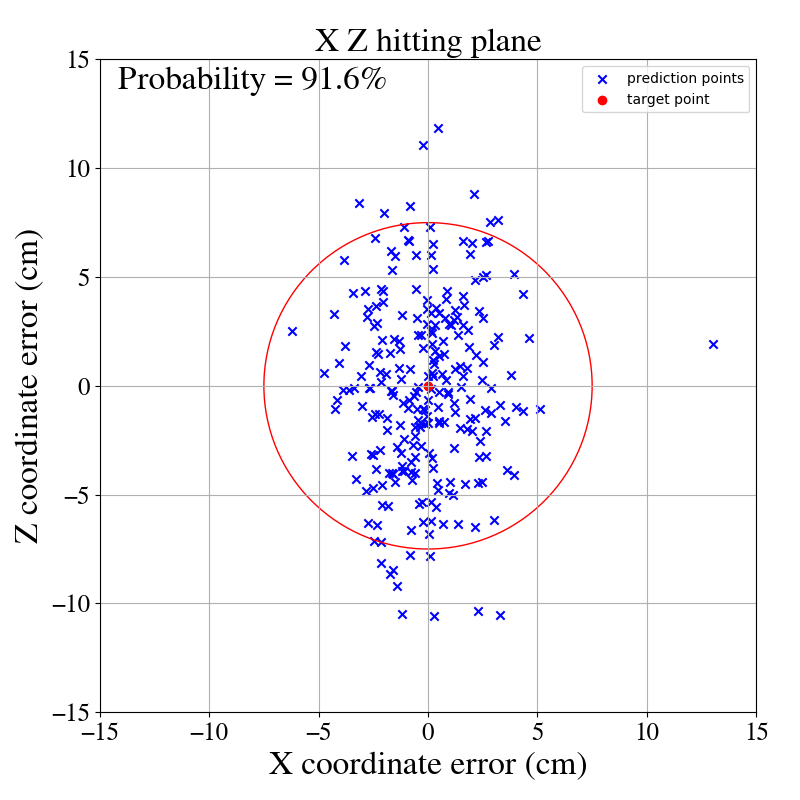 X Z hitting plane
Probability = 91.6%
prediction points
target point
15
10
5
0
−5
−10
−15
Z coordinate error (cm)
−15 −10 −5 0 5 10 15
X coordinate error (cm)